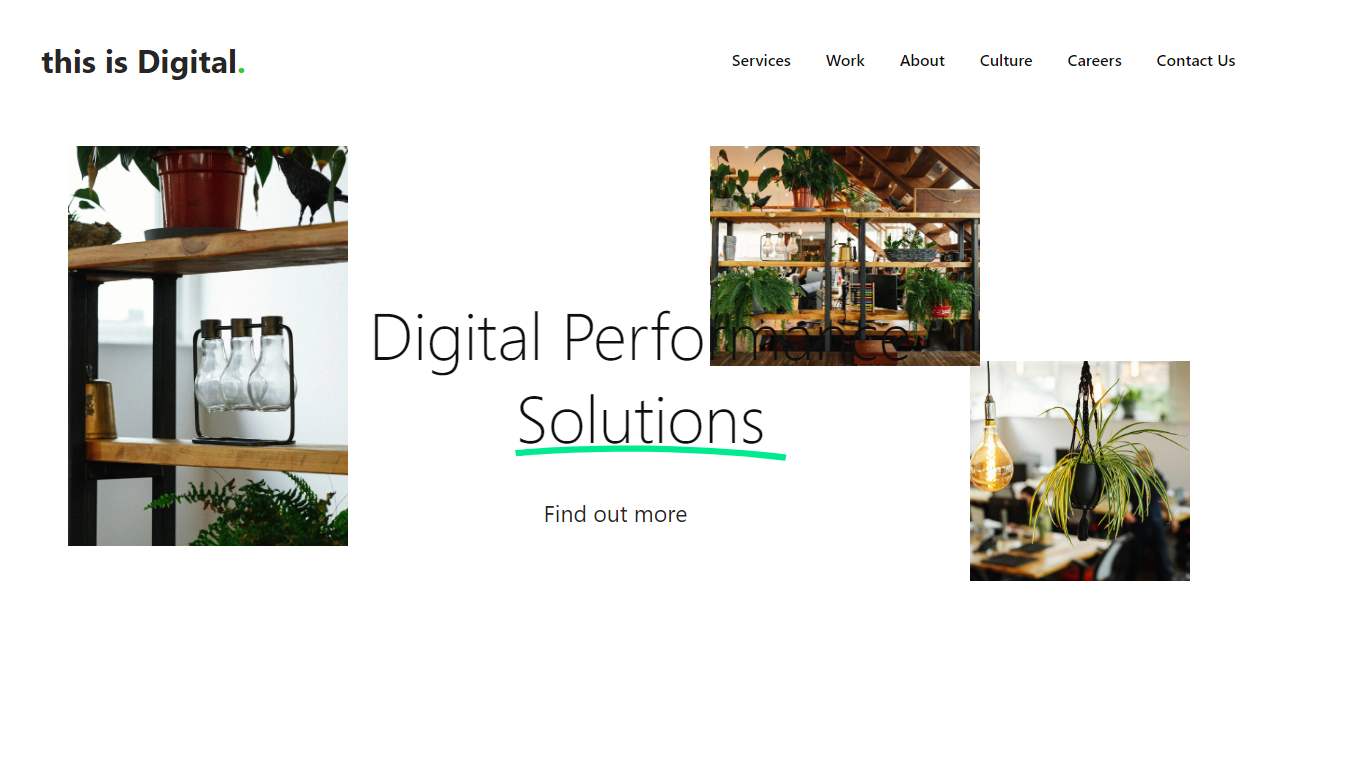 this is Digital.
Services Work About Culture Careers Contact Us
Digital Performance
Solutions
Find out more